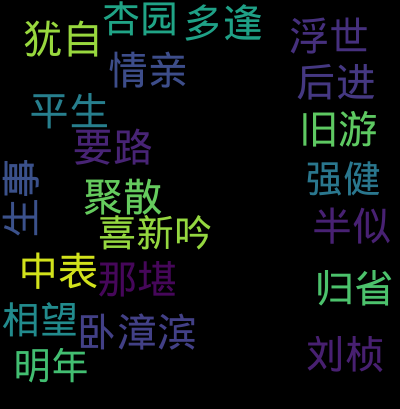 杏园
多逢
犹自
浮世
情亲
后进
平生
旧游
要路
生事
强健
聚散
半似
喜新吟
中表
那堪
归省
相望
卧漳滨
刘桢
明年